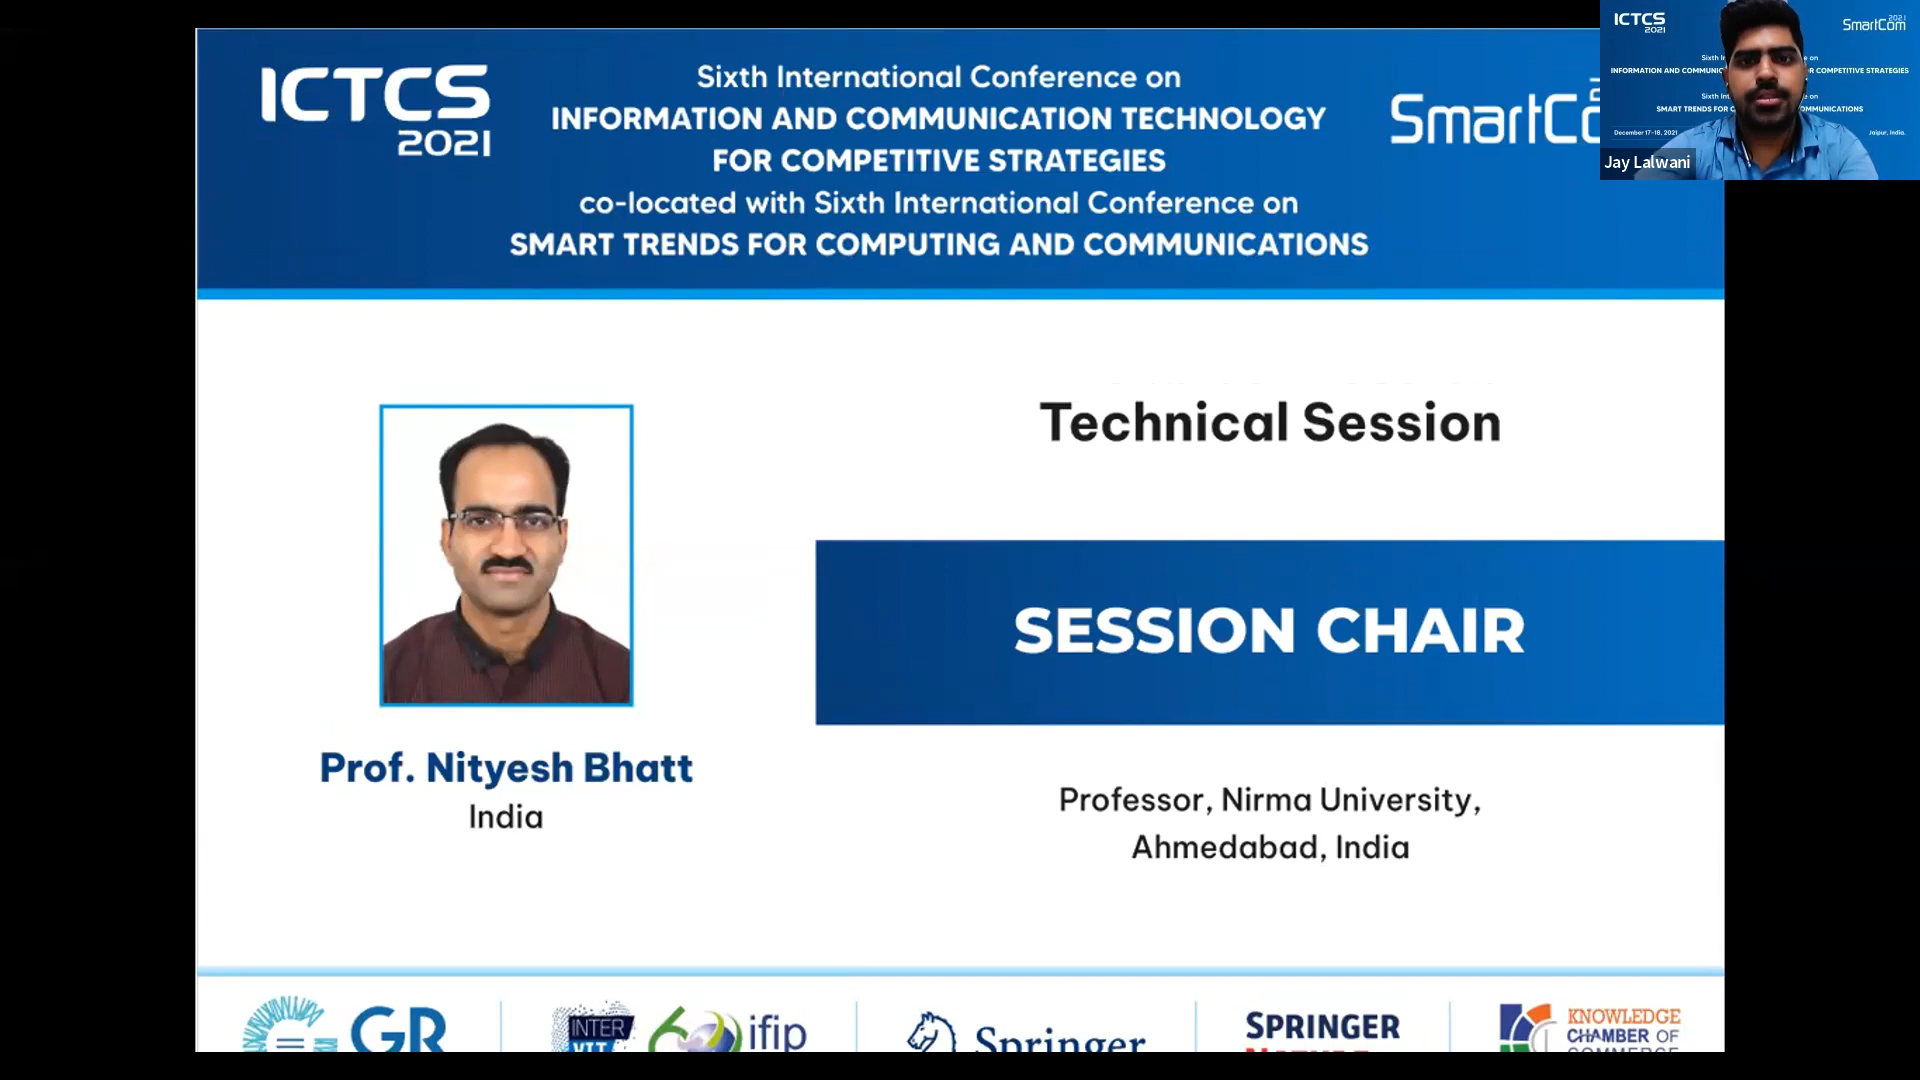 ICTCS
2021
Sixth International Conference on
INFORMATION AND COMMUNICATION TECHNOLOGY
FOR COMPETITIVE STRATEGIES
co-located with Sixth International Conference on
SMART TRENDS FOR COMPUTING AND COMMUNICATIONS
ICTCS
2021
2021
SmartCom
INFORMATION AND
COMPETITIVE STRATEGIES
SMART TRENDS FOR
December 17-18, 2021
Jaipur, India.
Jay Lalwani
Technical Session
SESSION CHAIR
Prof. Nityesh Bhatt
India
Professor, Nirma University,
Ahmedabad, India
GR
INTER
YIT
60 ifip
Springer
SPRINGER
KNOWLEDGE
CHAMBER OF